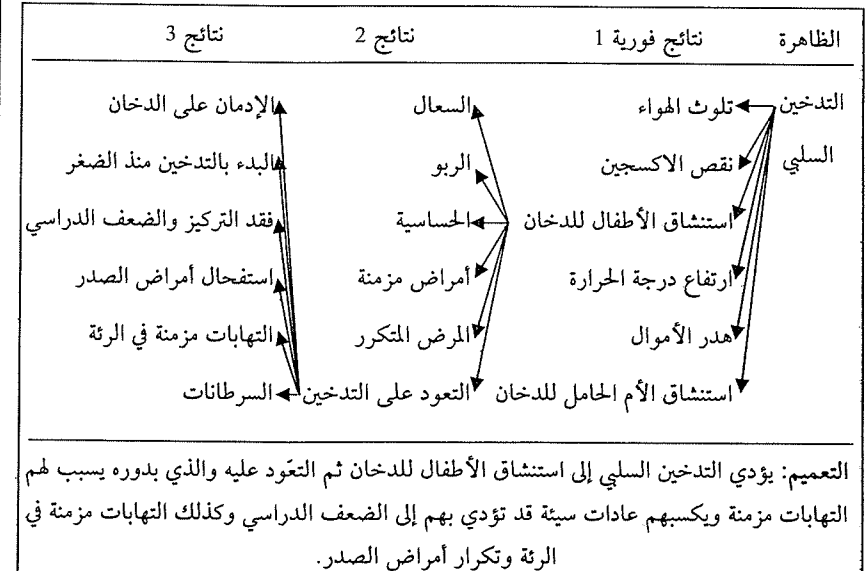 الظاهرة نتائج فورية 1 نتائج 2 نتائج 3
التدخين تلوث الهواء السعال الإدمان على الدخان
السلبي نقص الاكسجين الربو البدء بالتدخين منذ الضغر
استنشاق الأطفال للدخان الحساسية فقد التركيز والضعف الدراسي
ارتفاع درجة الحرارة أمراض مزمنة استفحال أمراض الصدر
هدر الأموال المرض المتكرر التهابات مزمنة في الرئة
استنشاق الأم الحامل للدخان التعود على التدخين السرطانات
التعميم: يؤدي التدخين السلبي إلى استنشاق الأطفال للدخان ثم التعّود عليه والذي بدوره يسبب لهم
التهابات مزمنة ويكسبهم عادات سيئة قد تؤدي بهم إلى الضعف الدراسي وكذلك التهابات مزمنة في
الرئة وتكرار أمراض الصدر.